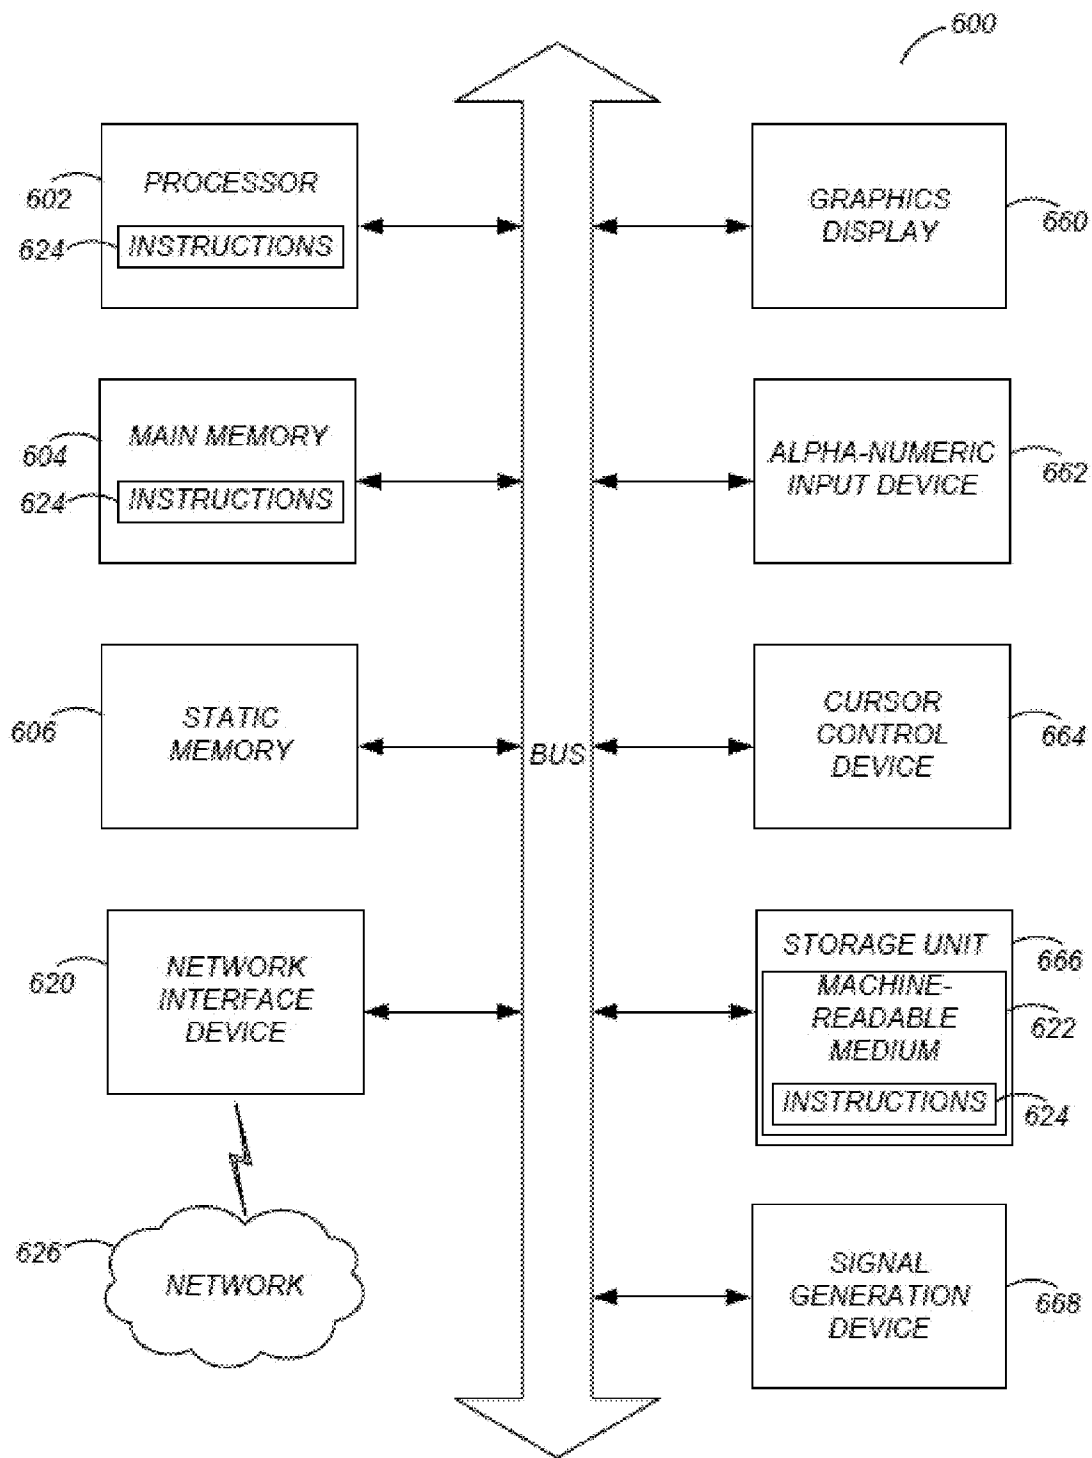 600
PROCESSOR
602
624
INSTRUCTIONS
GRAPHICS
DISPLAY
660
MAIN MEMORY
604
624
INSTRUCTIONS
ALPHA-NUMERIC
INPUT DEVICE
662
STATIC
MEMORY
606
BUS
CURSOR
CONTROL
DEVICE
664
NETWORK
INTERFACE
DEVICE
620
STORAGE UNIT
666
MACHINE-
READABLE
MEDIUM
622
INSTRUCTIONS
624
626
NETWORK
SIGNAL
GENERATION
DEVICE
668